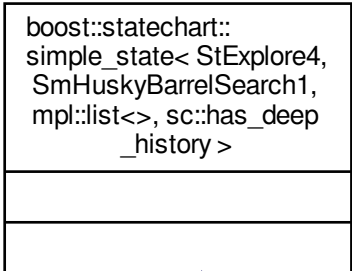 boost::statechart::
simple_state< StExplore4,
SmHuskyBarrelSearch1,
mpl::list<>, sc::has_deep
_history >